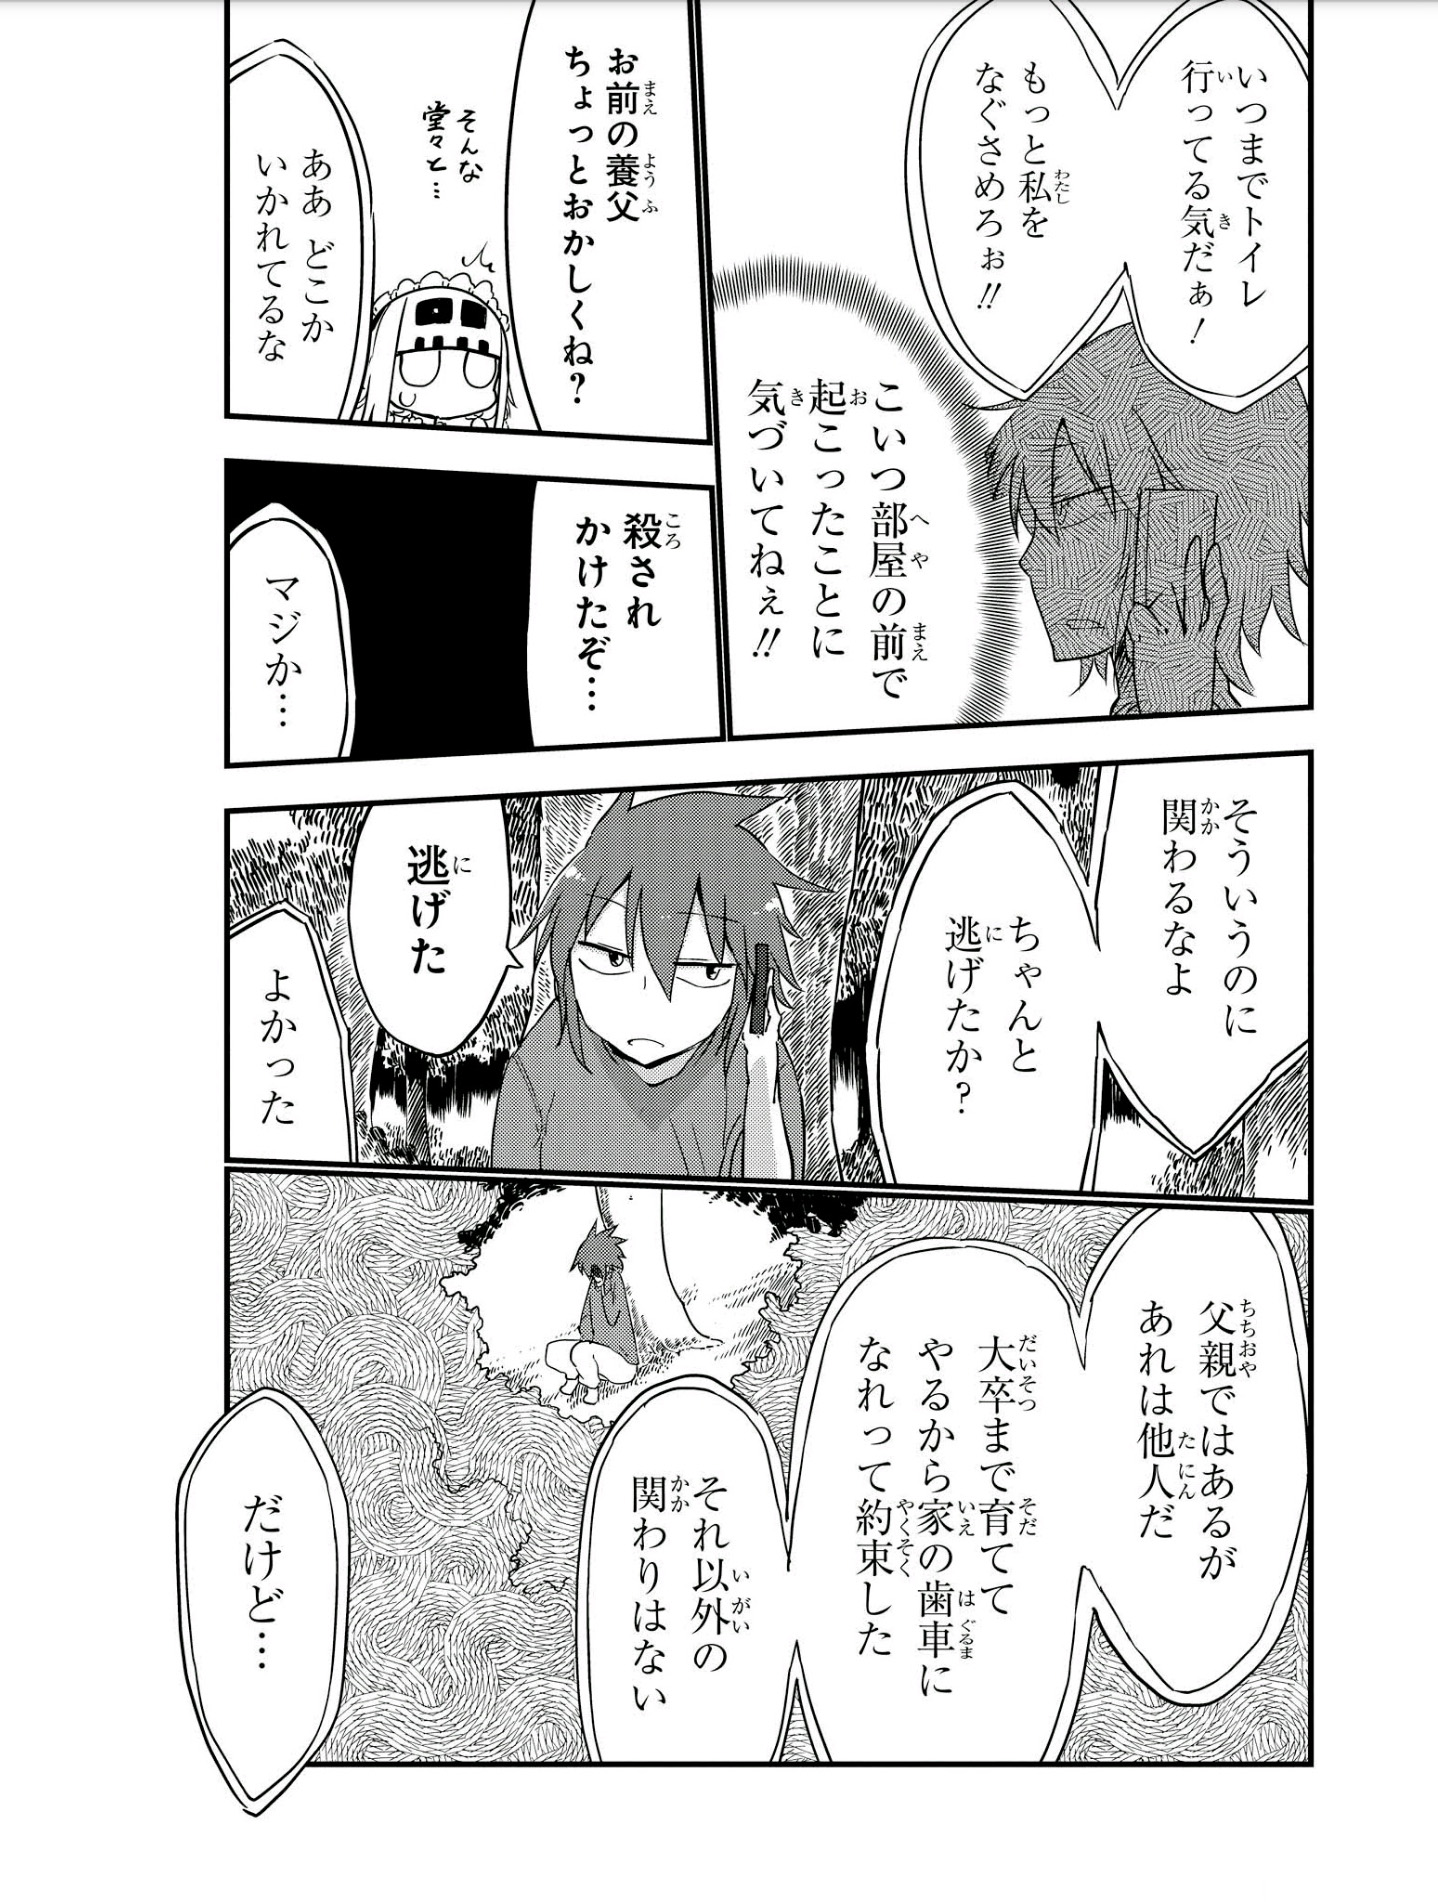 いつまでトイレ
行ってる気だぁ!
もっと私を
なぐさめろぉ!!
こいつ部屋の前で
起こったことに
気づいてねぇ!!
お前の養父
ちょっとおかしくね?
そんな
堂々と…
ああ どこか
いかれてるな
殺され
かけたぞ…
マジか…
そういうのに
関わるなよ
ちゃんと
逃げたか?
逃げた
よかった
父親ではあるが
あれは他人だ
大卒まで育てて
やるから家の歯車に
なれって約束した
それ以外の
関わりはない
だけど…